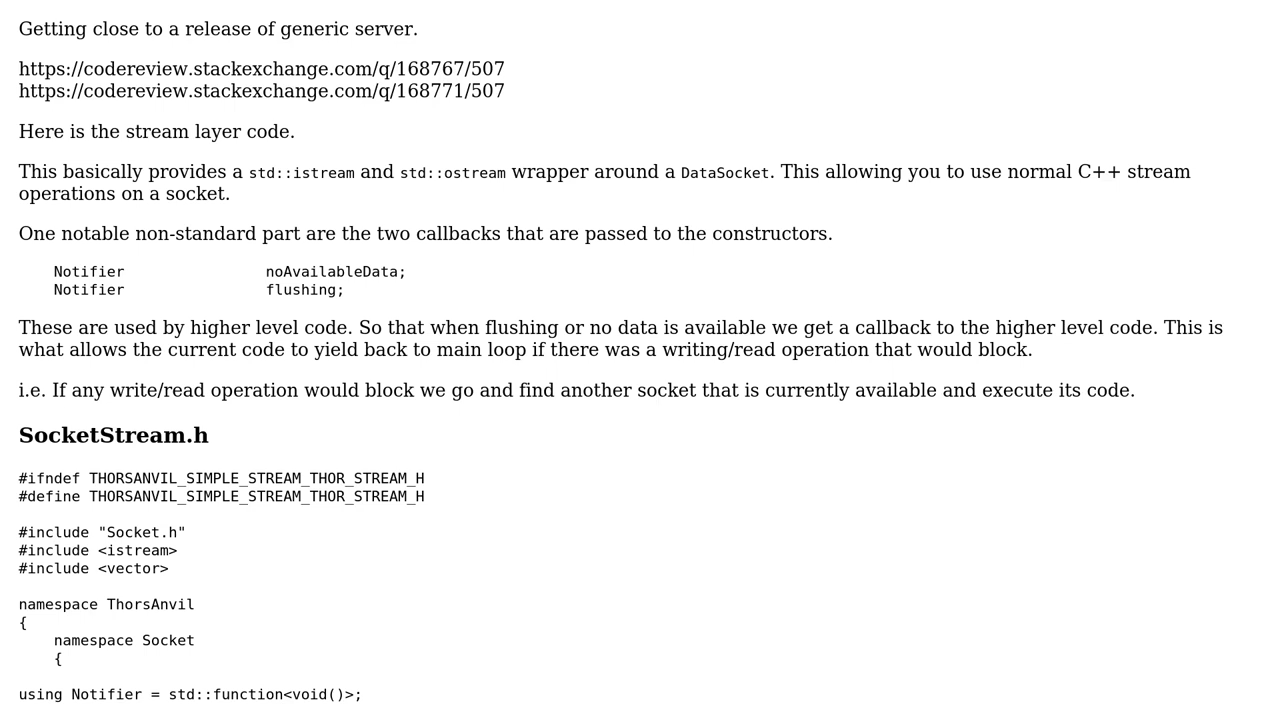 Getting close to a release of generic server.
https://codereview.stackexchange.com/q/168767/507
https://codereview.stackexchange.com/q/168771/507
Here is the stream layer code.
This basically provides a std::istream and std::ostream wrapper around a DataSocket. This allowing you to use normal C++ stream
operations on a socket.
One notable non-standard part are the two callbacks that are passed to the constructors.
    Notifier                noAvailableData;
    Notifier                flushing;
These are used by higher level code. So that when flushing or no data is available we get a callback to the higher level code. This is
what allows the current code to yield back to main loop if there was a writing/read operation that would block.
i.e. If any write/read operation would block we go and find another socket that is currently available and execute its code.
SocketStream.h
#ifndef THORSANVIL_SIMPLE_STREAM_THOR_STREAM_H
#define THORSANVIL_SIMPLE_STREAM_THOR_STREAM_H
#include "Socket.h"
#include <istream>
#include <vector>
namespace ThorsAnvil
{
    namespace Socket
    {
using Notifier = std::function<void()>;